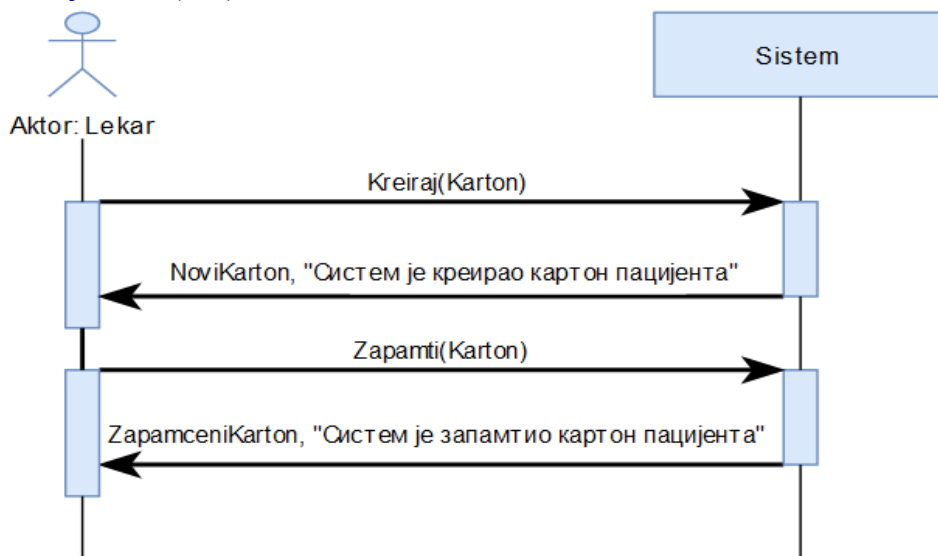 Sistem
Aktor: Lekar
Kreiraj(Karton)
NoviKarton, "Систем је креирао картон пацијента"
Zapamti(Karton)
ZapamceniKarton, "Систем је запамтио картон пацијента"